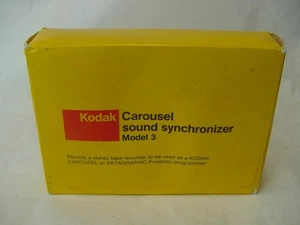 Kodak
Carousel
sound synchronizer
Model 3
Permits a stereo tape recorder to be used as a KODAK
CAROUSEL or EKTAGRAPHIC Projector programmer